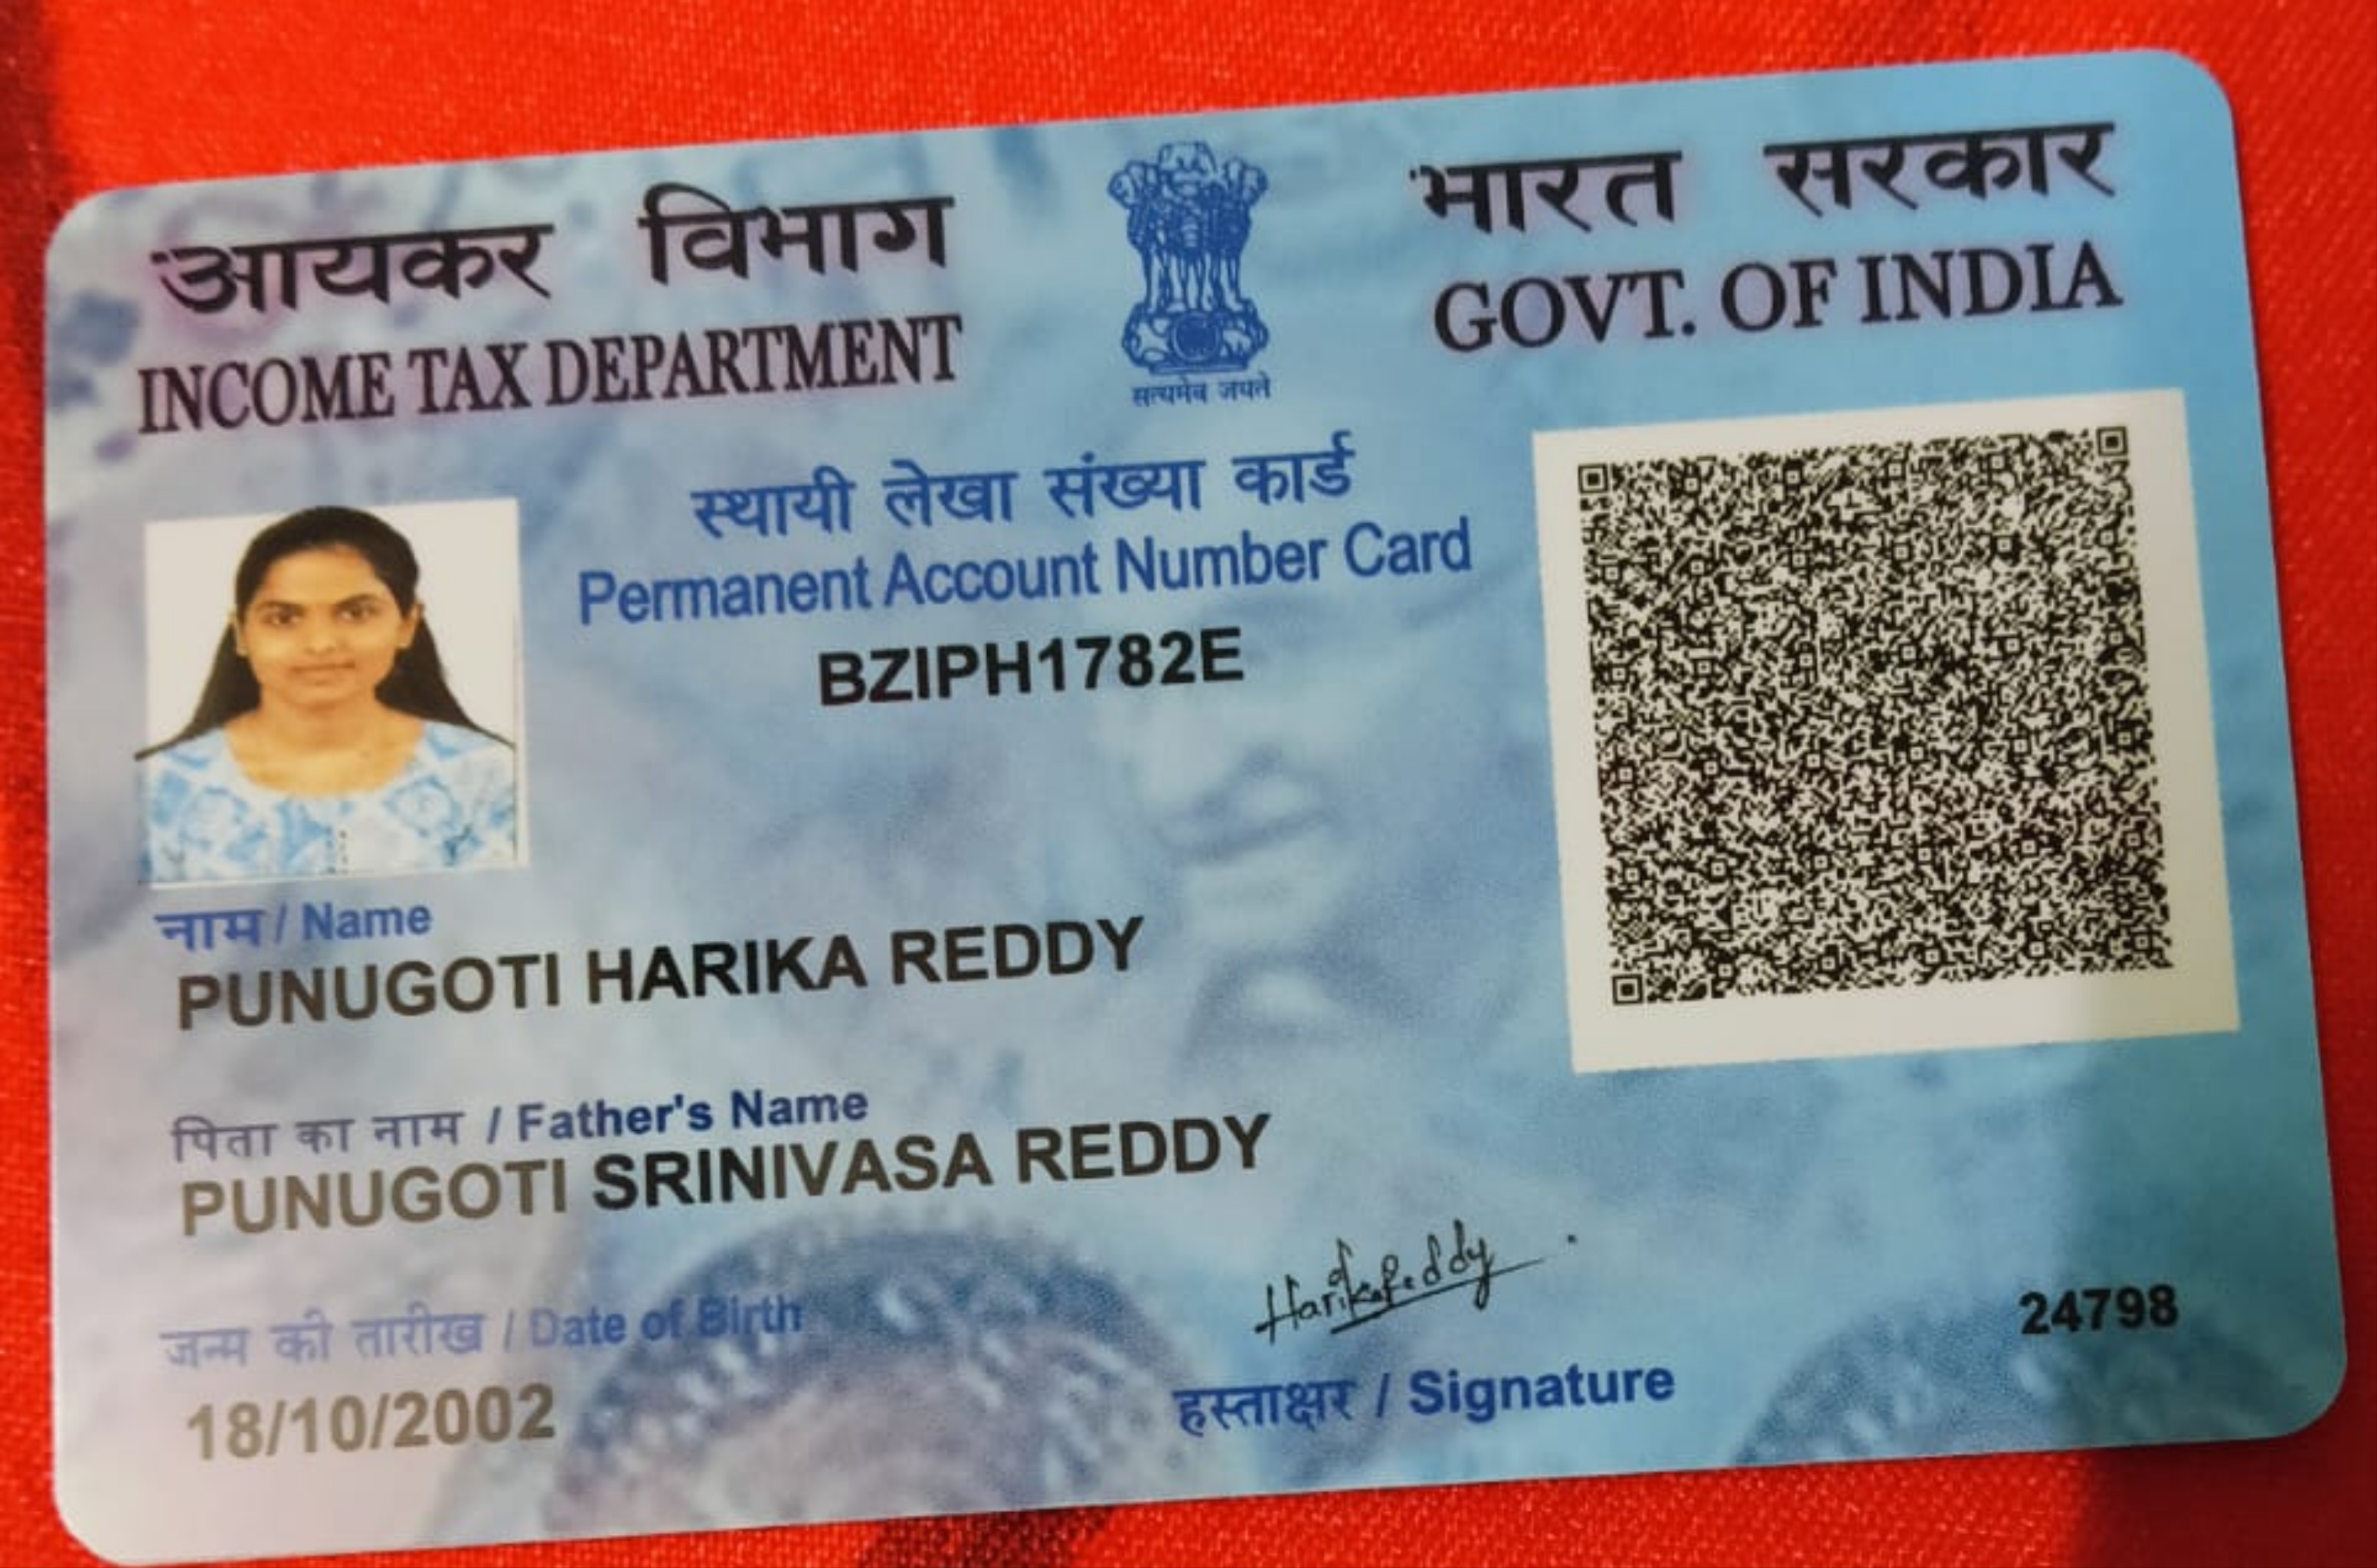 आयकर विभाग
INCOME TAX DEPARTMENT
सत्यमेव जयते
भारत सरकार
GOVT. OF INDIA
स्थायी लेखा संख्या कार्ड
Permanent Account Number Card
BZIPH1782E
नाम / Name
PUNUGOTI HARIKA REDDY
पिता का नाम / Father's Name
PUNUGOTI SRINIVASA REDDY
जन्म की तारीख / Date of Birth
18/10/2002
HarikaReddy
हस्ताक्षर / Signature
24798